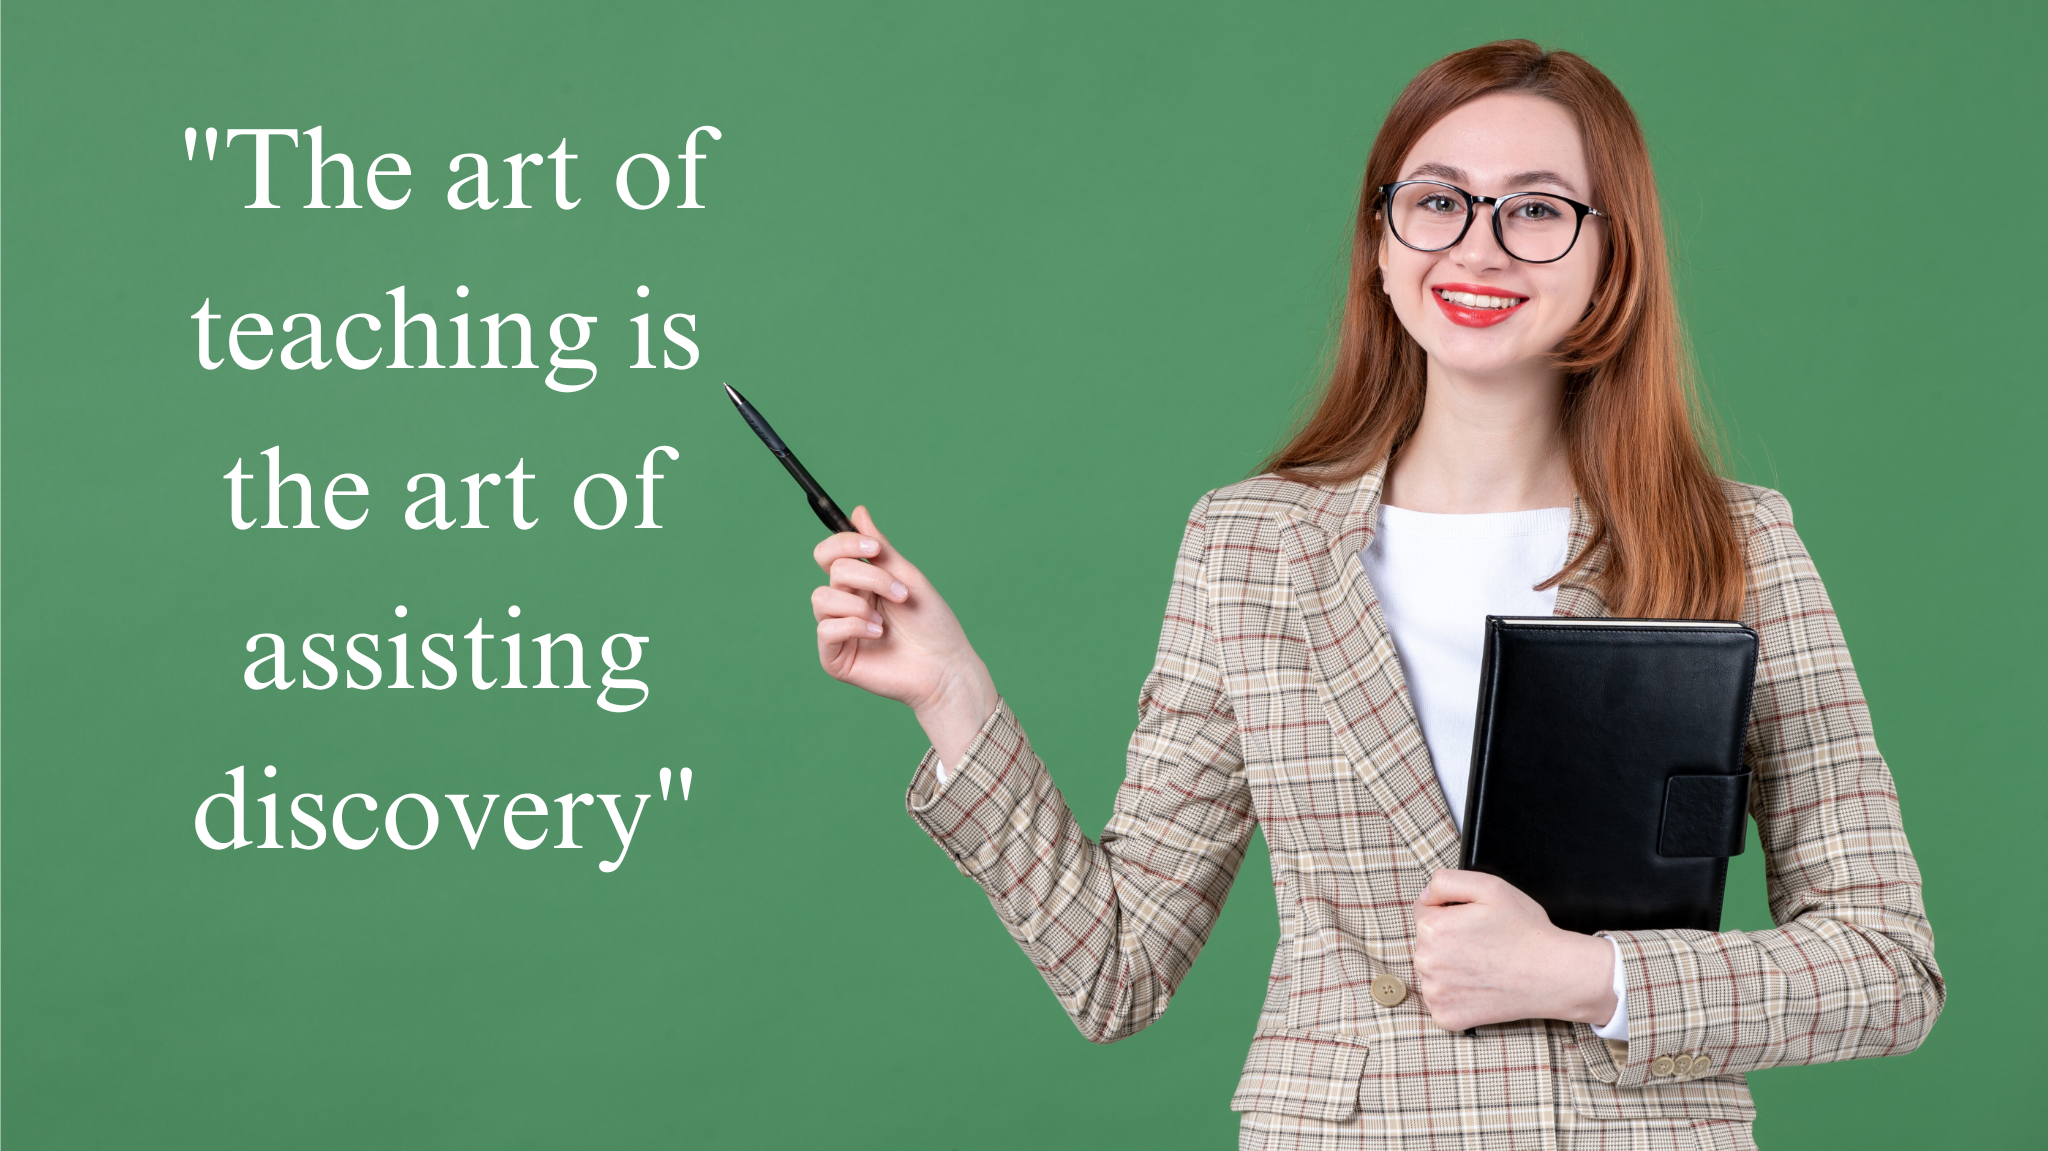 "The art of
teaching is
the art of
assisting
discovery"